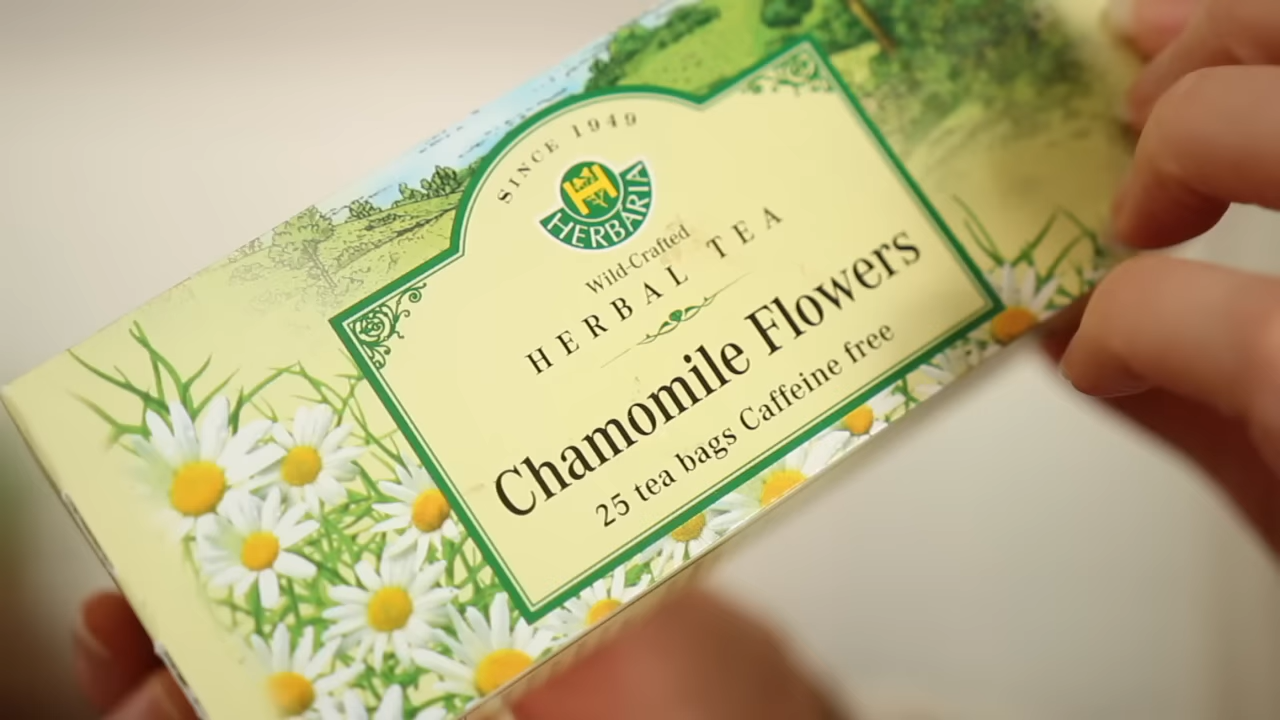 SINCE 1949
H
HERBARIA
Wild-Crafted
HERBAL TEA
Chamomile Flowers
25 tea bags Caffeine free